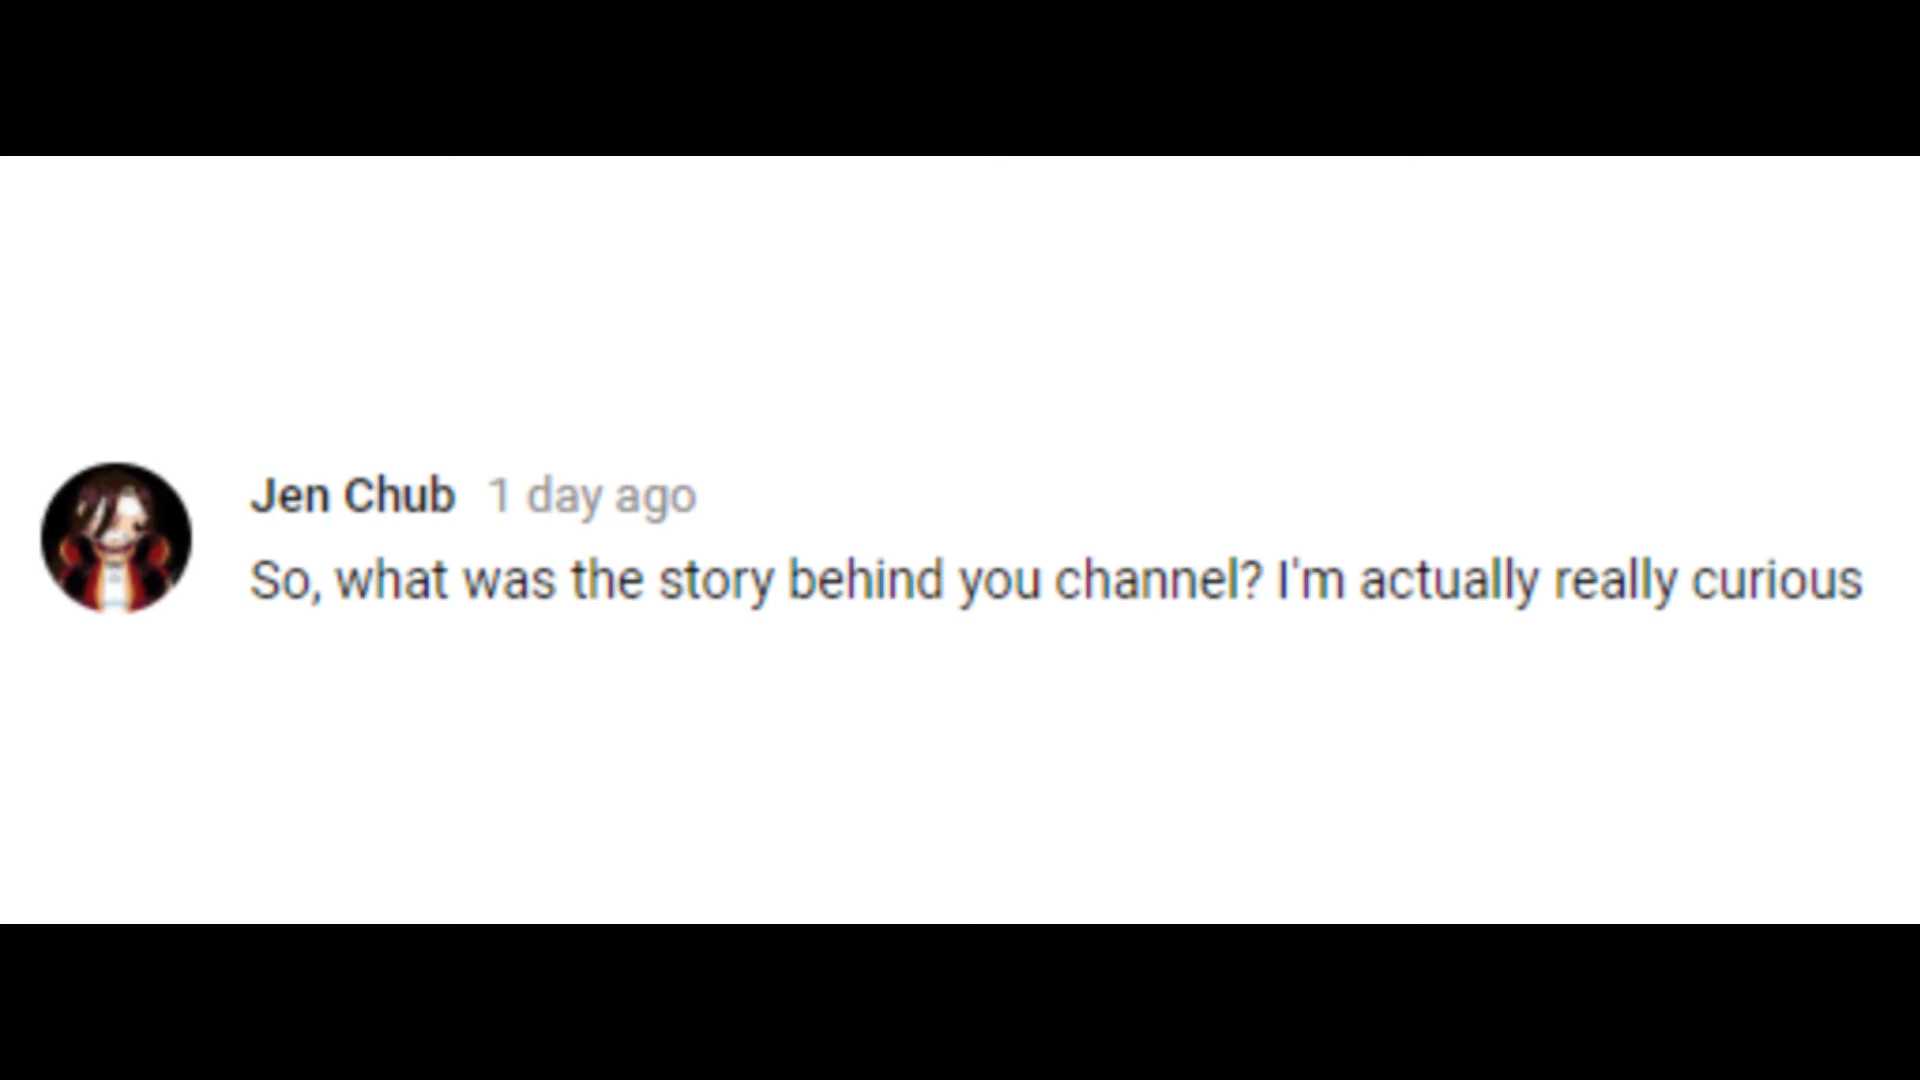 Jen Chub 1 day ago
So, what was the story behind you channel? I'm actually really curious